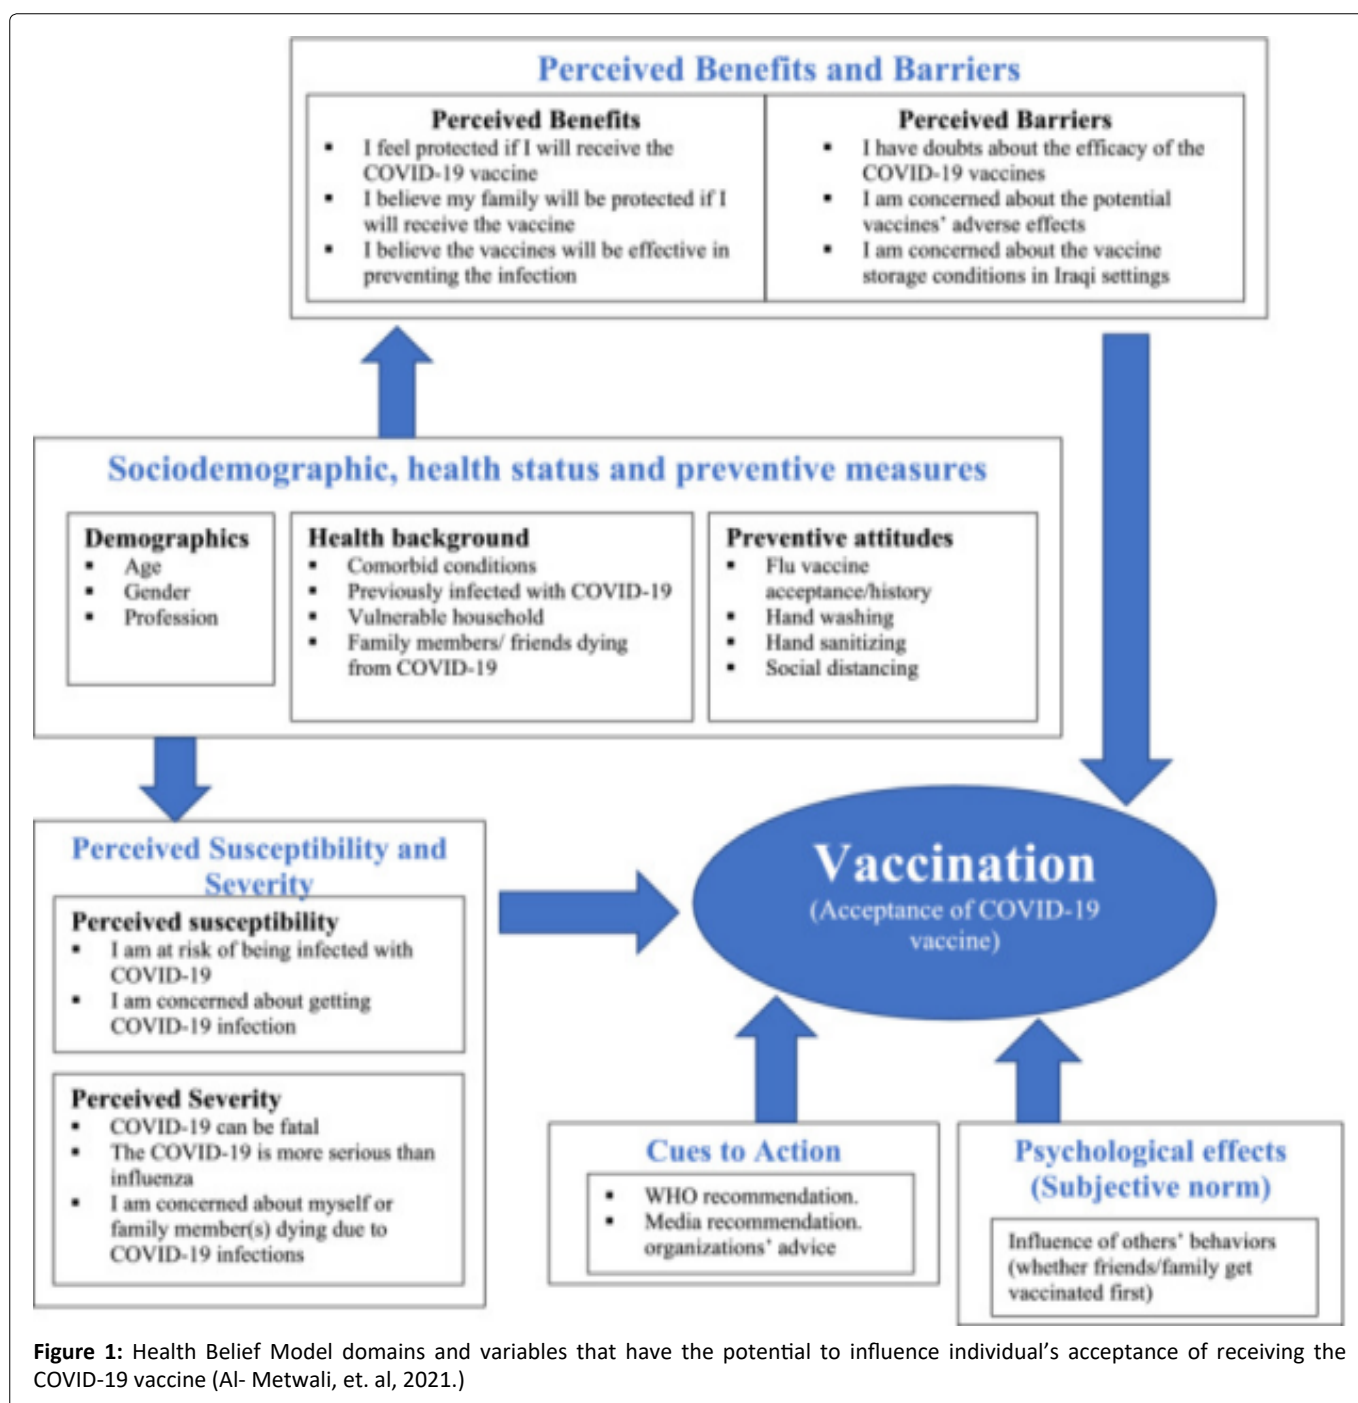 Perceived Benefits and Barriers
Perceived Benefits
▪ I feel protected if I will receive the
COVID-19 vaccine
▪ I believe my family will be protected if I
will receive the vaccine
▪ I believe the vaccines will be effective in
preventing the infection
Perceived Barriers
▪ I have doubts about the efficacy of the
COVID-19 vaccines
▪ I am concerned about the potential
vaccines’ adverse effects
▪ I am concerned about the vaccine
storage conditions in Iraqi settings
Sociodemographic, health status and preventive measures
Demographics
▪ Age
▪ Gender
▪ Profession
Health background
▪ Comorbid conditions
▪ Previously infected with COVID-19
▪ Vulnerable household
▪ Family members/ friends dying
from COVID-19
Preventive attitudes
▪ Flu vaccine
acceptance/history
▪ Hand washing
▪ Hand sanitizing
▪ Social distancing
Perceived Susceptibility and
Severity
Perceived susceptibility
▪ I am at risk of being infected with
COVID-19
▪ I am concerned about getting
COVID-19 infection
Perceived Severity
▪ COVID-19 can be fatal
▪ The COVID-19 is more serious than
influenza
▪ I am concerned about myself or
family member(s) dying due to
COVID-19 infections
Vaccination
(Acceptance of COVID-19
vaccine)
Cues to Action
▪ WHO recommendation.
▪ Media recommendation.
organizations’ advice
Psychological effects
(Subjective norm)
Influence of others’ behaviors
(whether friends/family get
vaccinated first)
Figure 1: Health Belief Model domains and variables that have the potential to influence individual’s acceptance of receiving the
COVID-19 vaccine (Al- Metwali, et. al, 2021.)